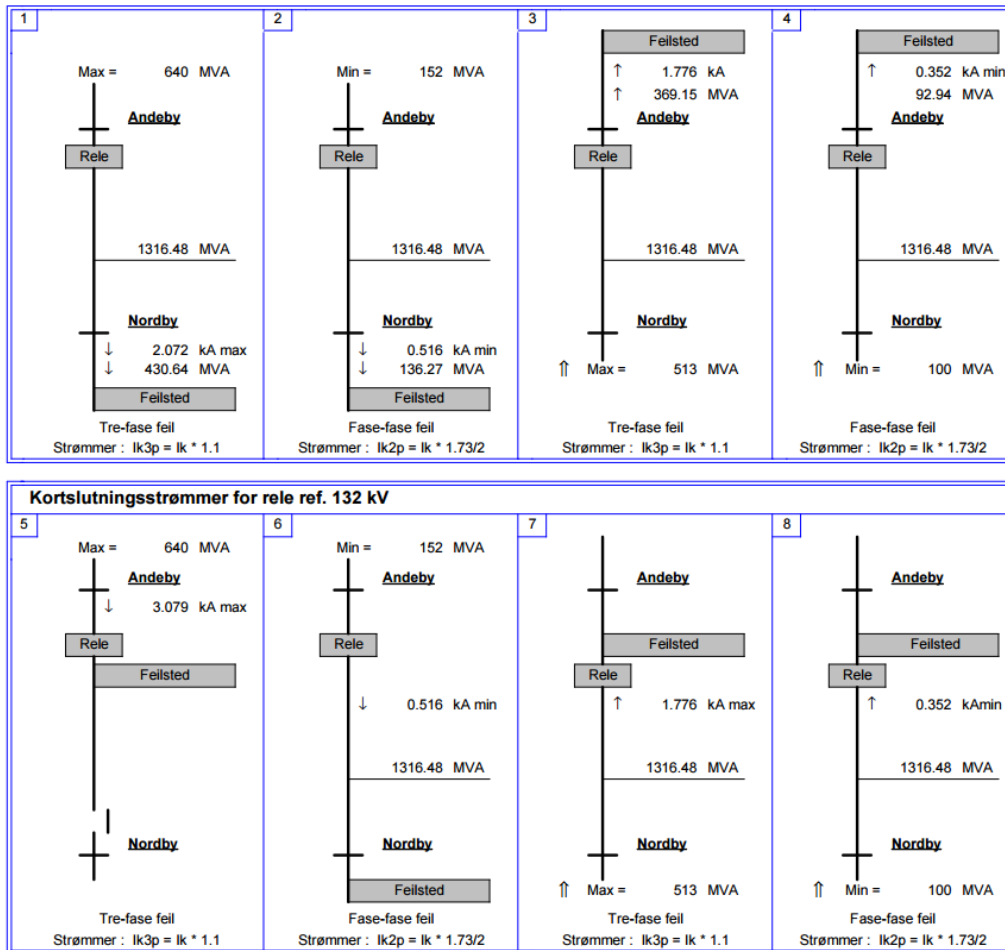 1
Max = 640 MVA
Andeby
Rele
1316.48 MVA
Nordby
↓ 2.072 kA max
↓ 430.64 MVA
Feilsted
Tre-fase feil
Strømmer : Ik3p = Ik * 1.1
2
Min = 152 MVA
Andeby
Rele
1316.48 MVA
Nordby
↓ 0.516 kA min
↓ 136.27 MVA
Feilsted
Fase-fase feil
Strømmer : Ik2p = Ik * 1.73/2
3
Feilsted
↑ 1.776 kA
↑ 369.15 MVA
Andeby
Rele
1316.48 MVA
Nordby
⇑ Max = 513 MVA
Tre-fase feil
Strømmer : Ik3p = Ik * 1.1
4
Feilsted
↑ 0.352 kA min
92.94 MVA
Andeby
Rele
1316.48 MVA
Nordby
⇑ Min = 100 MVA
Fase-fase feil
Strømmer : Ik2p = Ik * 1.73/2
Kortslutningsstrømmer for rele ref. 132 kV
5
Max = 640 MVA
Andeby
↓ 3.079 kA max
Rele
Feilsted
Nordby
Tre-fase feil
Strømmer : Ik3p = Ik * 1.1
6
Min = 152 MVA
Andeby
Rele
↓ 0.516 kA min
1316.48 MVA
Nordby
Feilsted
Fase-fase feil
Strømmer : Ik2p = Ik * 1.73/2
7
Andeby
Feilsted
Rele
↑ 1.776 kA max
1316.48 MVA
Nordby
⇑ Max = 513 MVA
Tre-fase feil
Strømmer : Ik3p = Ik * 1.1
8
Andeby
Feilsted
Rele
↑ 0.352 kAmin
1316.48 MVA
Nordby
⇑ Min = 100 MVA
Fase-fase feil
Strømmer : Ik2p = Ik * 1.73/2